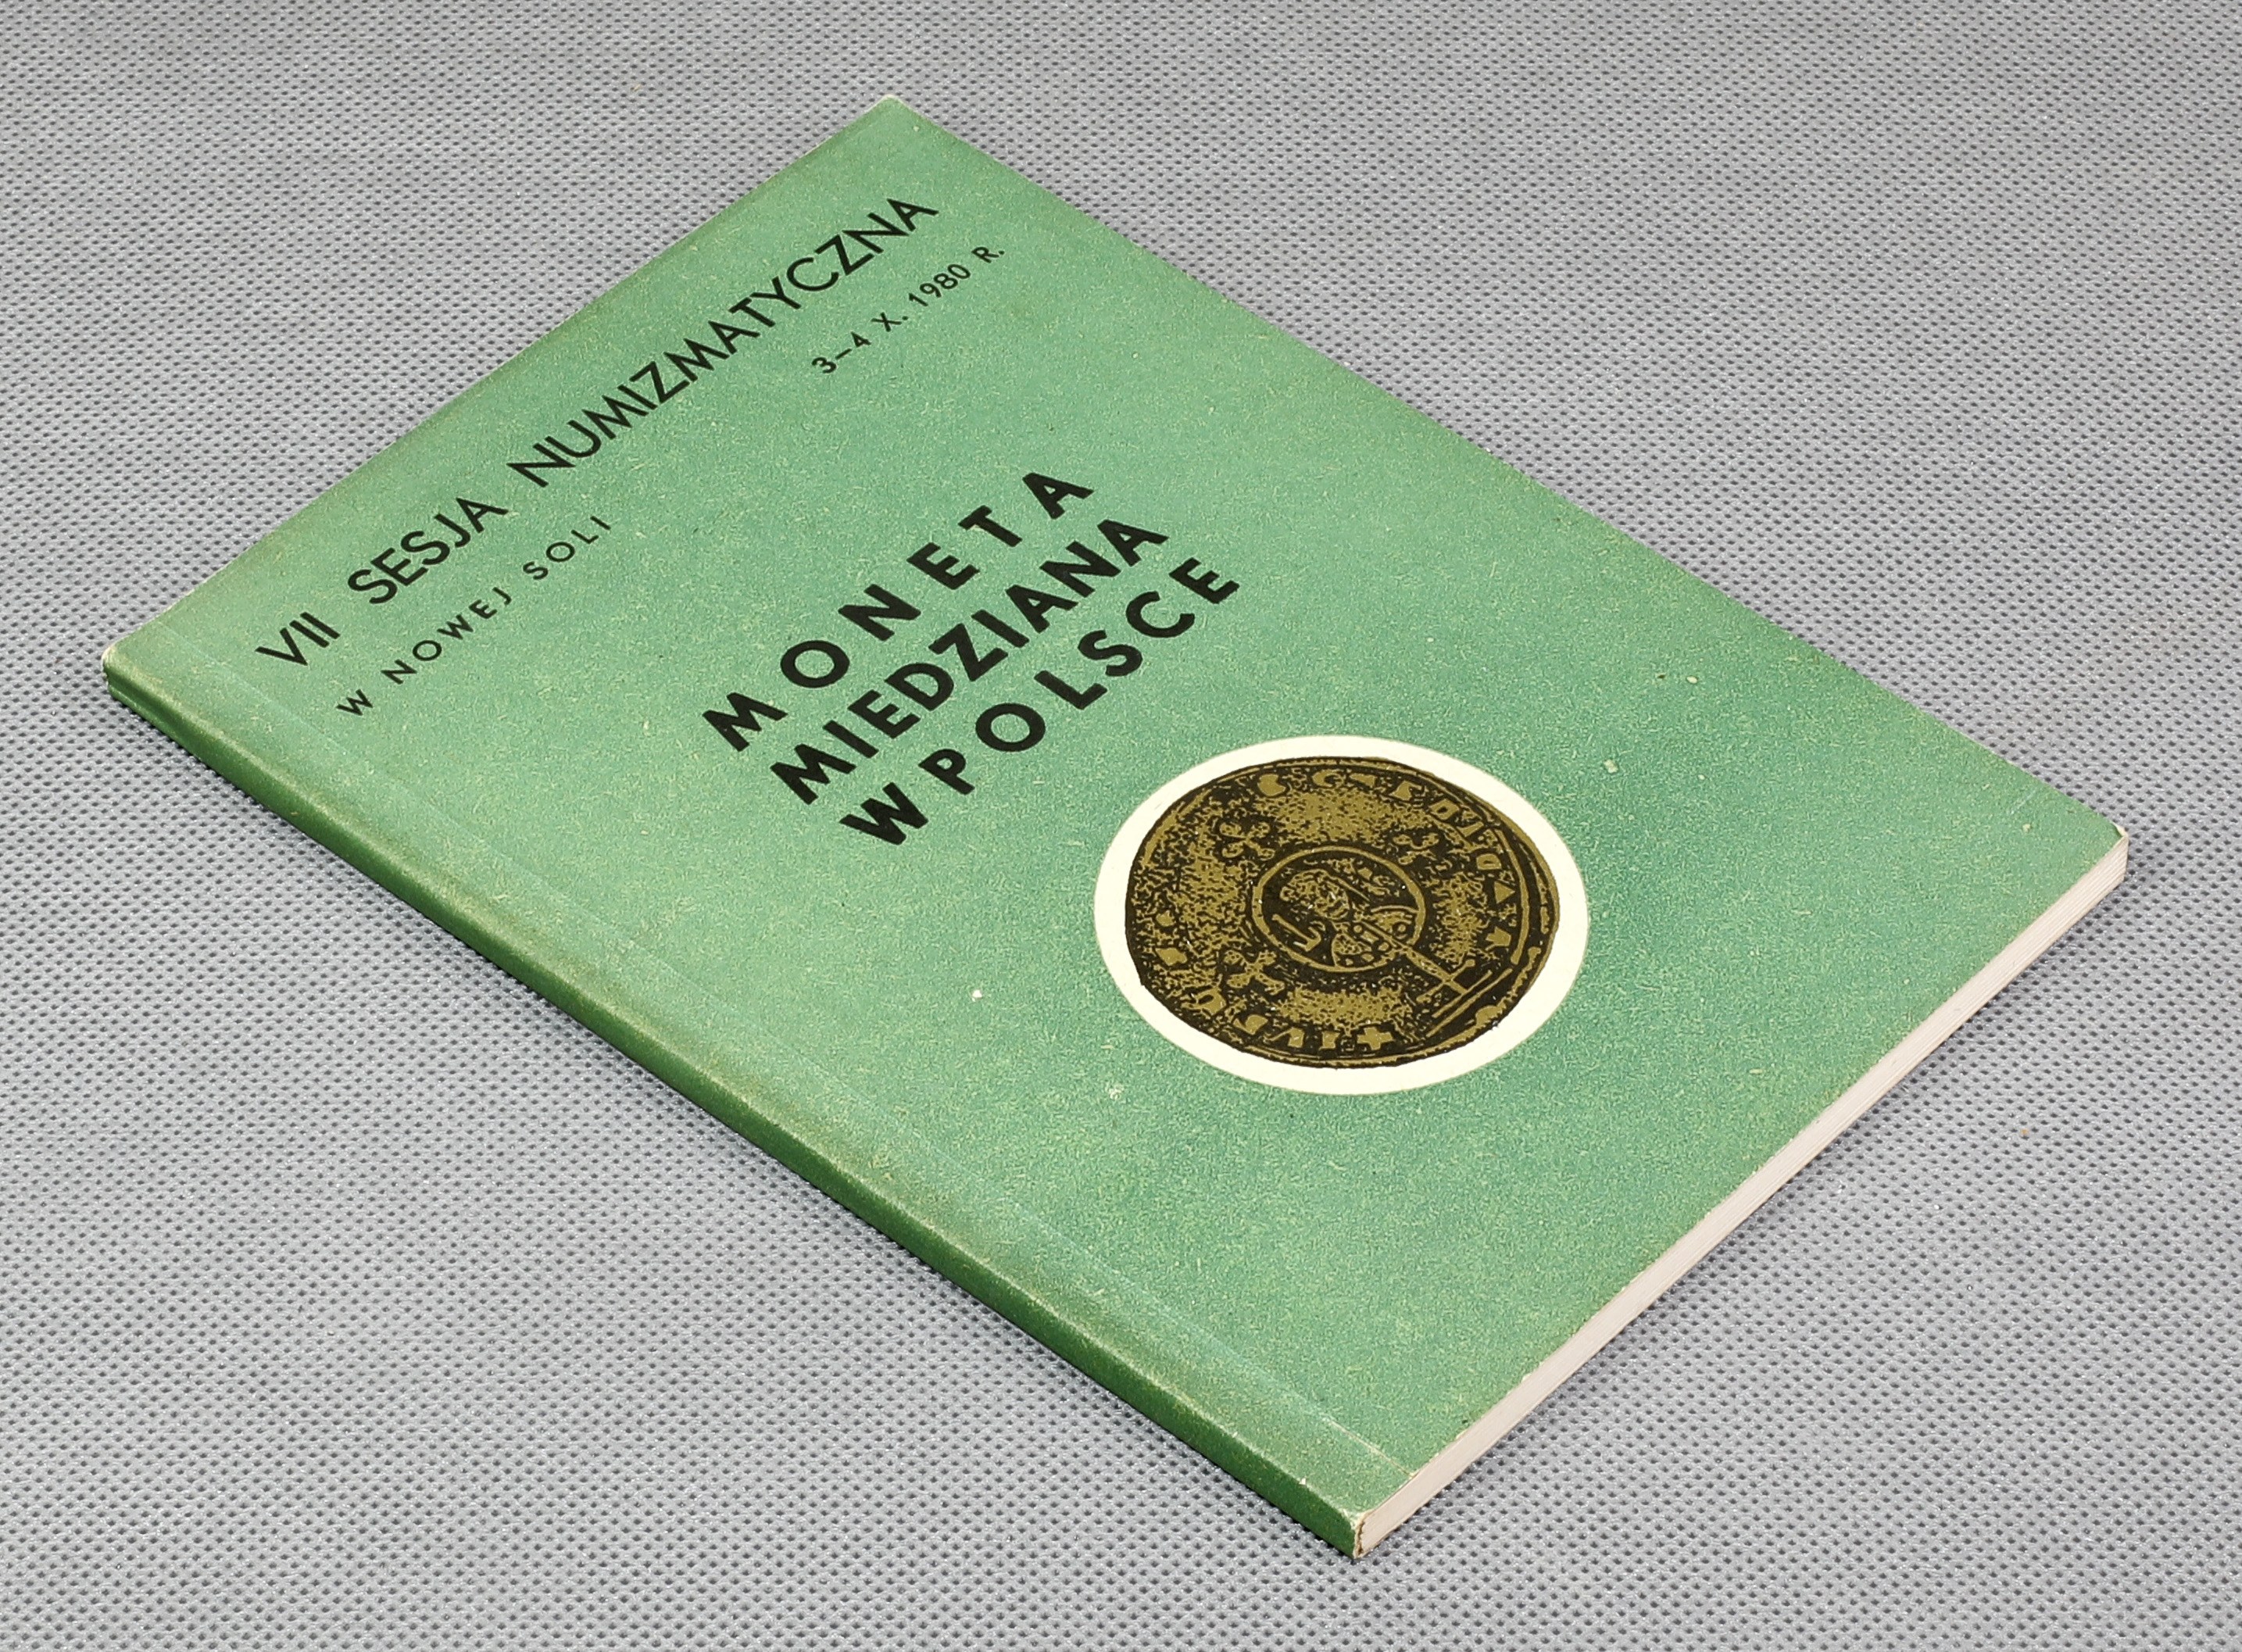 VII SESJA NUMIZMATYCZNA
W NOWEJ SOLI
3-4 X. 1980 R.
MONETA
MIEDZIANA
W POLSCE